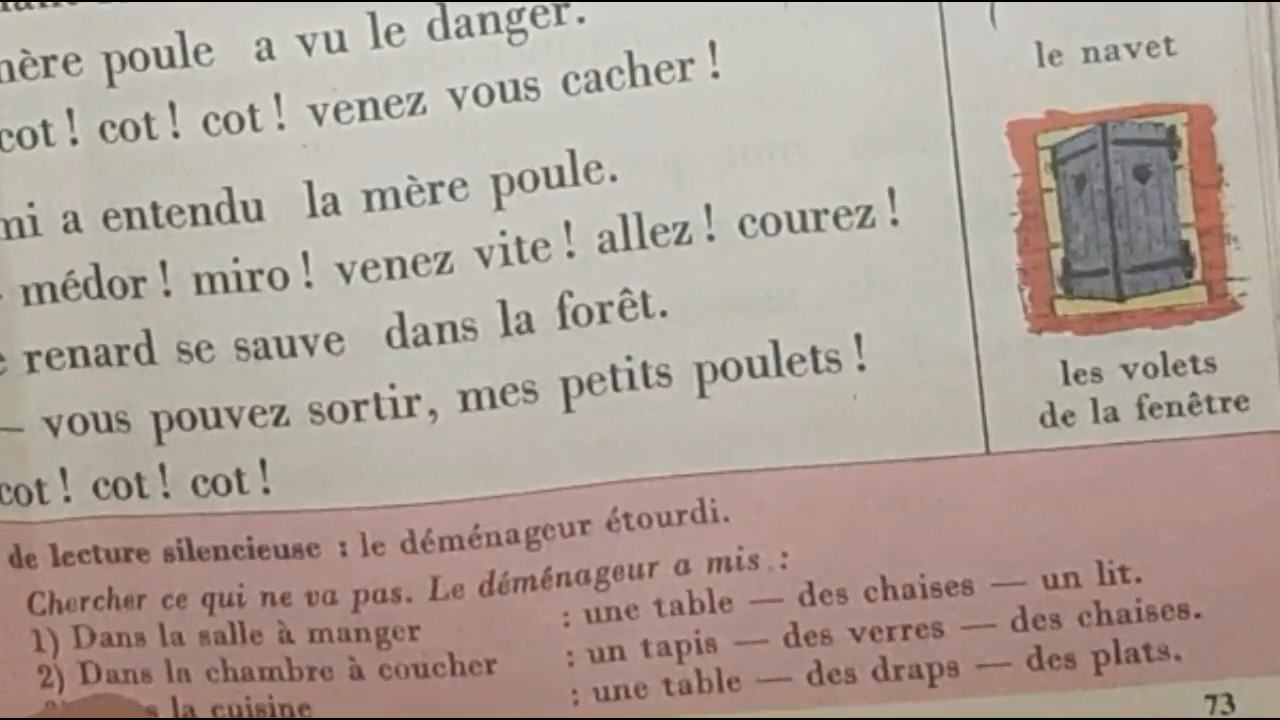 mère poule a vu le danger.
cot ! cot ! cot ! venez vous cacher !
mi a entendu la mère poule.
- médor ! miro ! venez vite ! allez ! courez !
renard se sauve dans la forêt.
— vous pouvez sortir, mes petits poulets !
cot ! cot ! cot !
le navet
les volets
de la fenêtre
de lecture silencieuse : le déménageur étourdi.
Chercher ce qui ne va pas. Le déménageur a mis :
1) Dans la salle à manger : une table — des chaises — un lit.
2) Dans la chambre à coucher : un tapis — des verres — des chaises.
la cuisine : une table — des draps — des plats.
73